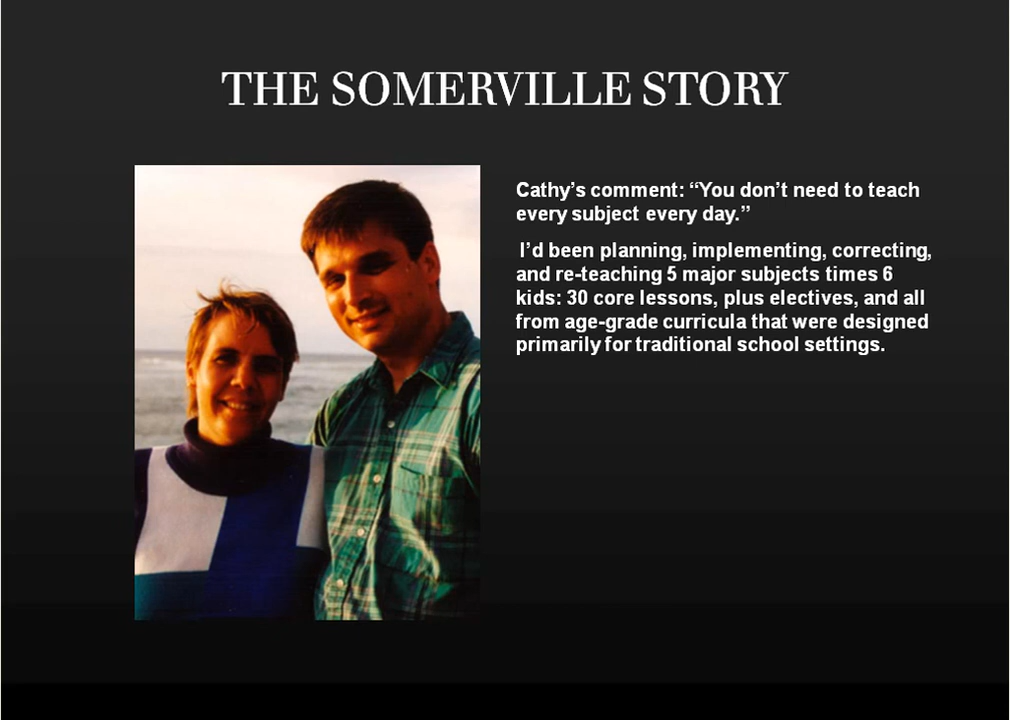 THE SOMERVILLE STORY
Cathy’s comment: “You don’t need to teach
every subject every day.”
I’d been planning, implementing, correcting,
and re-teaching 5 major subjects times 6
kids: 30 core lessons, plus electives, and all
from age-grade curricula that were designed
primarily for traditional school settings.